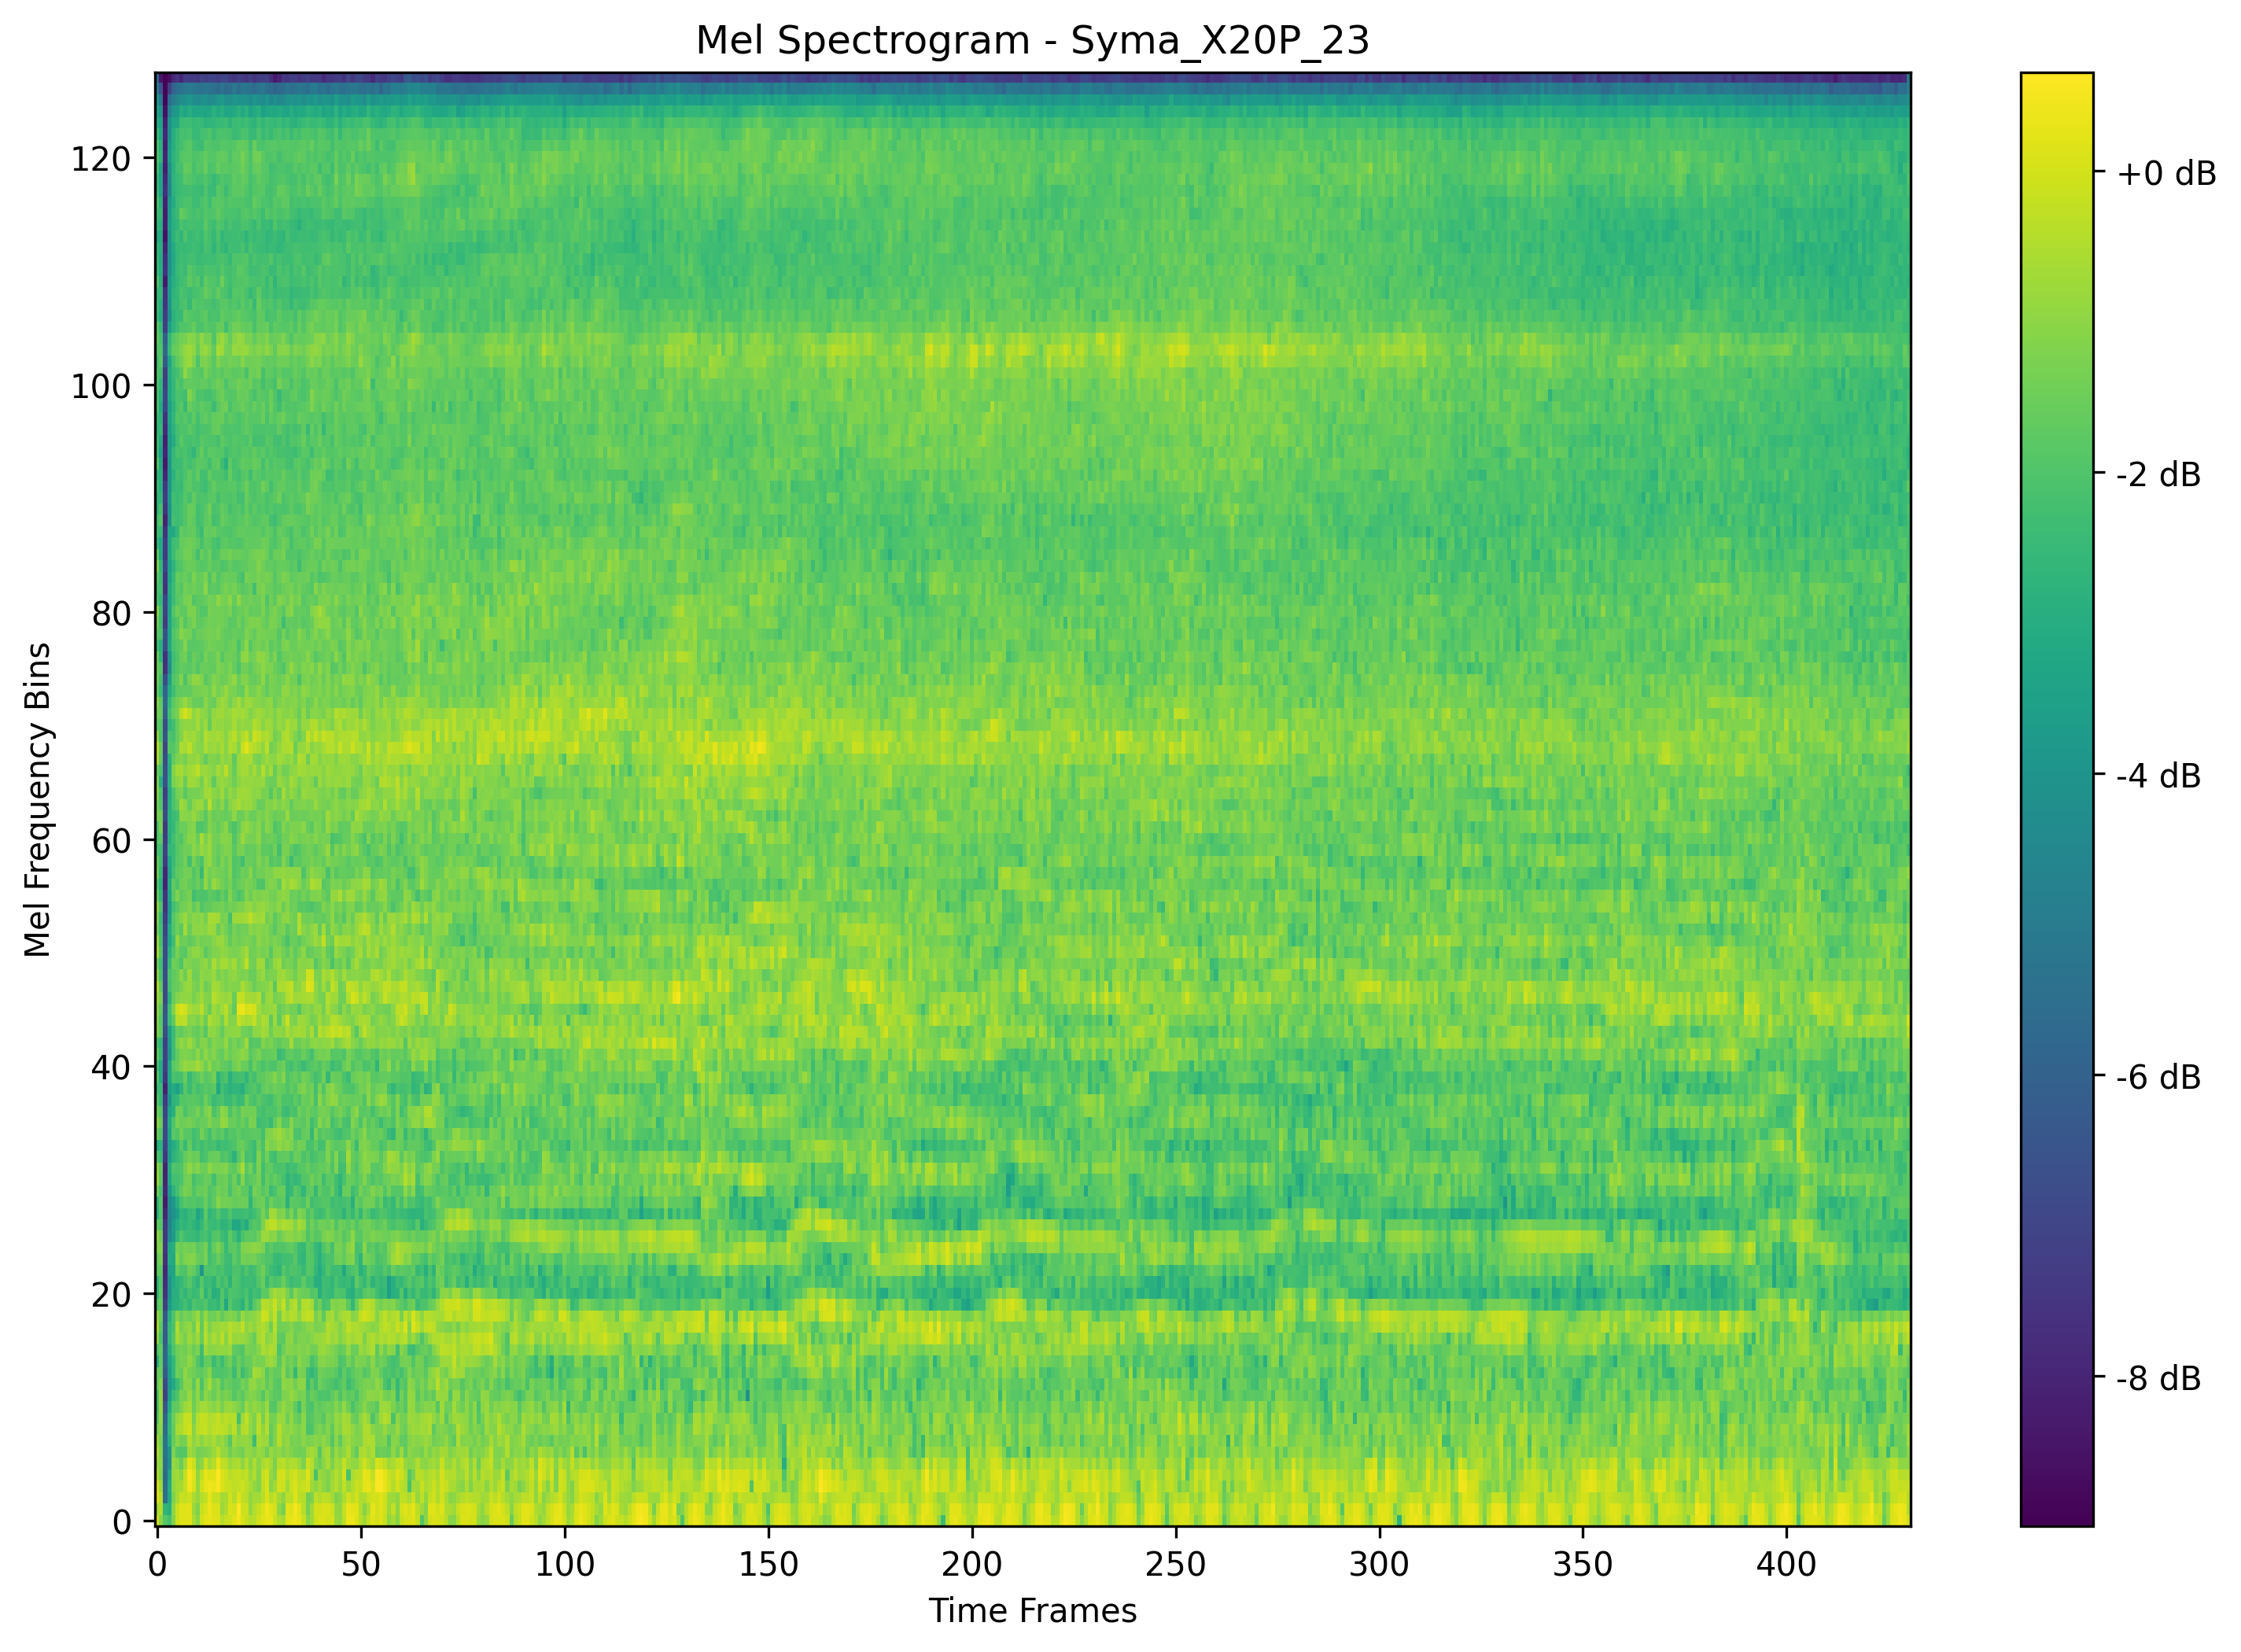 Mel Spectrogram - Syma_X20P_23
Mel Frequency Bins
120
100
80
60
40
20
0
0 50 100 150 200 250 300 350 400
Time Frames
+0 dB
-2 dB
-4 dB
-6 dB
-8 dB